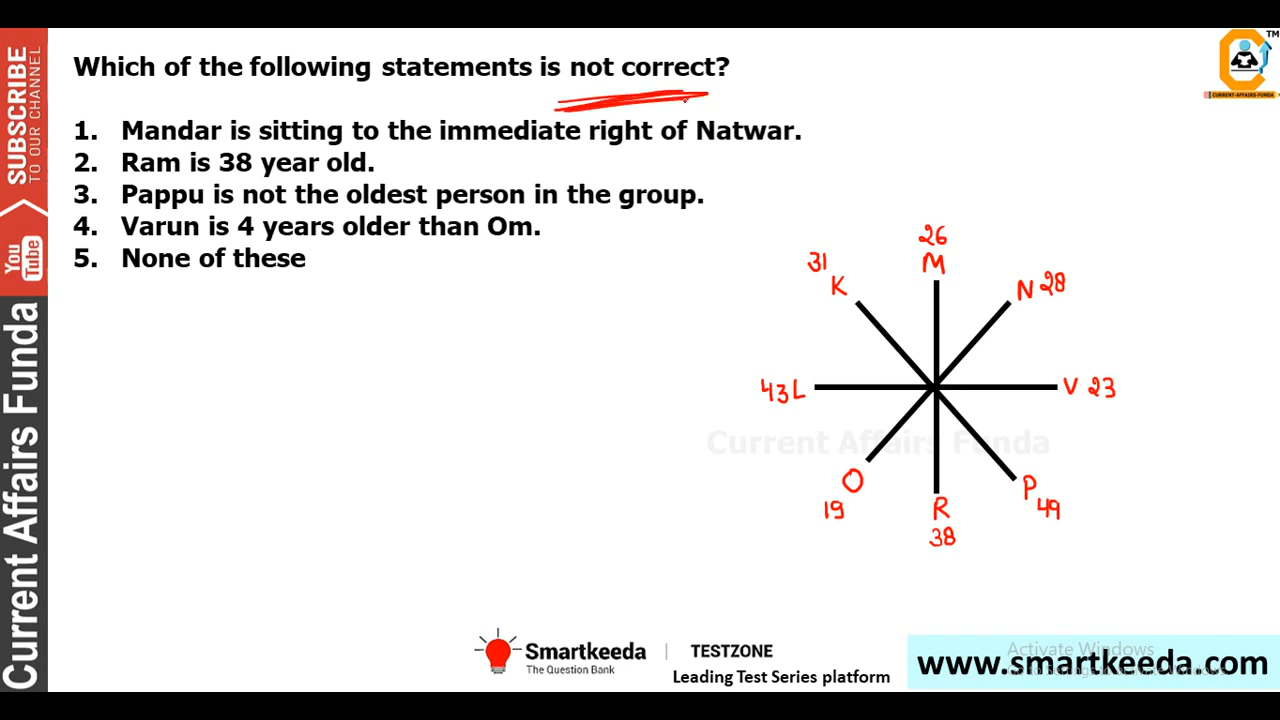 SUBSCRIBE
TO OUR CHANNEL
You
Tube
Current Affairs Funda
Which of the following statements is not correct?
1. Mandar is sitting to the immediate right of Natwar.
2. Ram is 38 year old.
3. Pappu is not the oldest person in the group.
4. Varun is 4 years older than Om.
5. None of these
TM
CURRENT-AFFAIRS-FUNDA
26
31 M
K N 28
43 L V 23
Current Affairs Funda
O P
19 R 49
38
Smartkeeda | TESTZONE
The Question Bank Leading Test Series platform
Activate Windows
www.smartkeeda.com